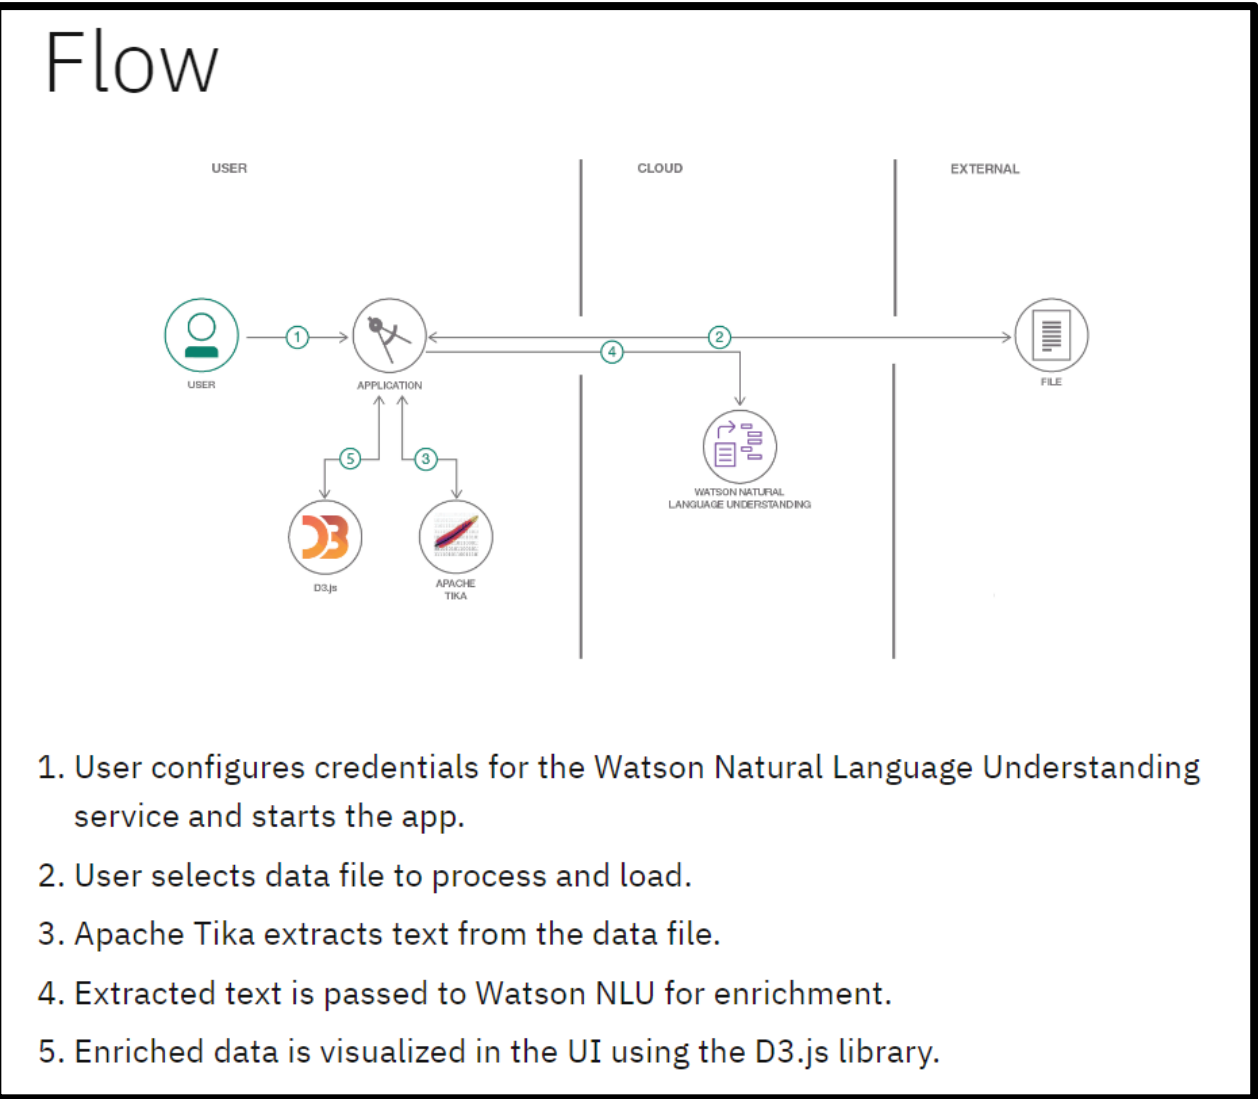 Flow
USER
CLOUD
EXTERNAL
1
2
4
USER
APPLICATION
FILE
5
3
WATSON NATURAL
LANGUAGE UNDERSTANDING
D3.js
APACHE
TIKA
1. User configures credentials for the Watson Natural Language Understanding
service and starts the app.
2. User selects data file to process and load.
3. Apache Tika extracts text from the data file.
4. Extracted text is passed to Watson NLU for enrichment.
5. Enriched data is visualized in the UI using the D3.js library.